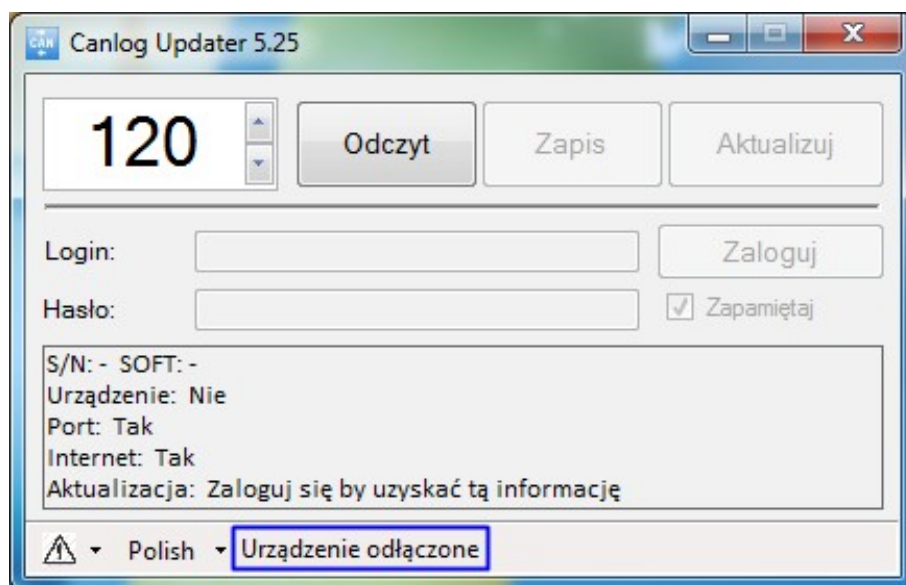 CAN
Canlog Updater 5.25
120 Odczyt Zapis Aktualizuj
Login: Zaloguj
Hasło: Zapamiętaj
S/N: - SOFT: -
Urządzenie: Nie
Port: Tak
Internet: Tak
Aktualizacja: Zaloguj się by uzyskać tą informację
Polish Urządzenie odłączone